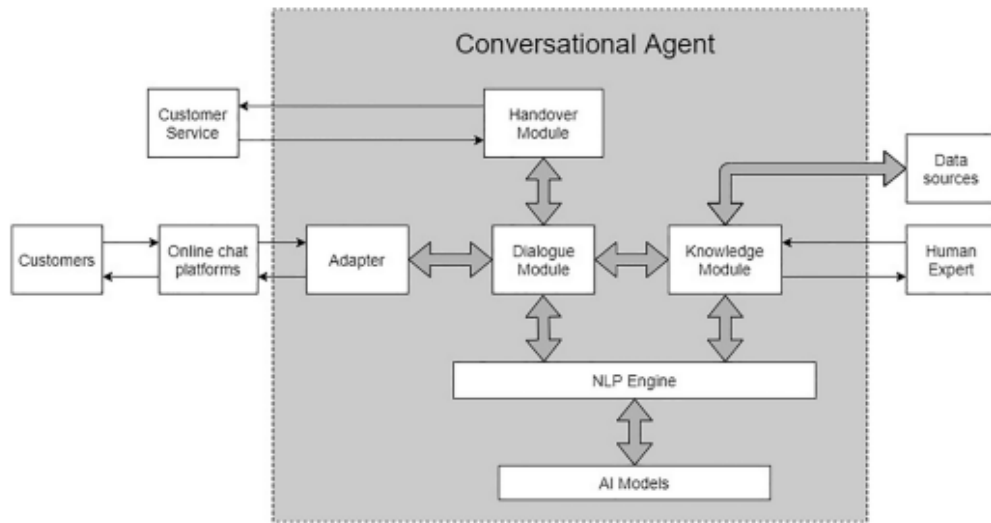 Conversational Agent
Customer
Service
Handover
Module
Data
sources
Customers
Online chat
platforms
Adapter
Dialogue
Module
Knowledge
Module
Human
Expert
NLP Engine
AI Models